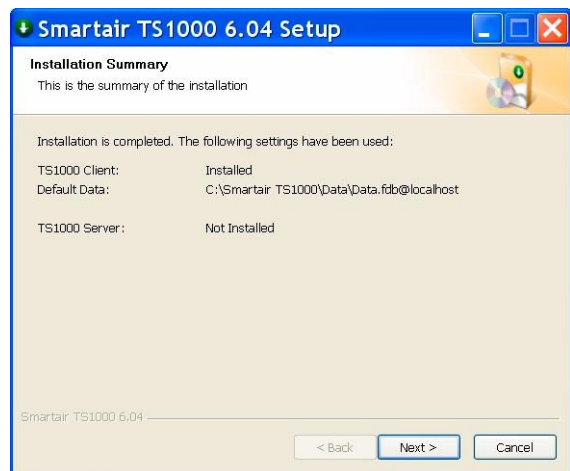 Smartair TS1000 6.04 Setup
Installation Summary
This is the summary of the installation
Installation is completed. The following settings have been used:
TS1000 Client: Installed
Default Data: C:\Smartair TS1000\Data\Data.fdb@localhost
TS1000 Server: Not Installed
Smartair TS1000 6.04
< Back Next > Cancel